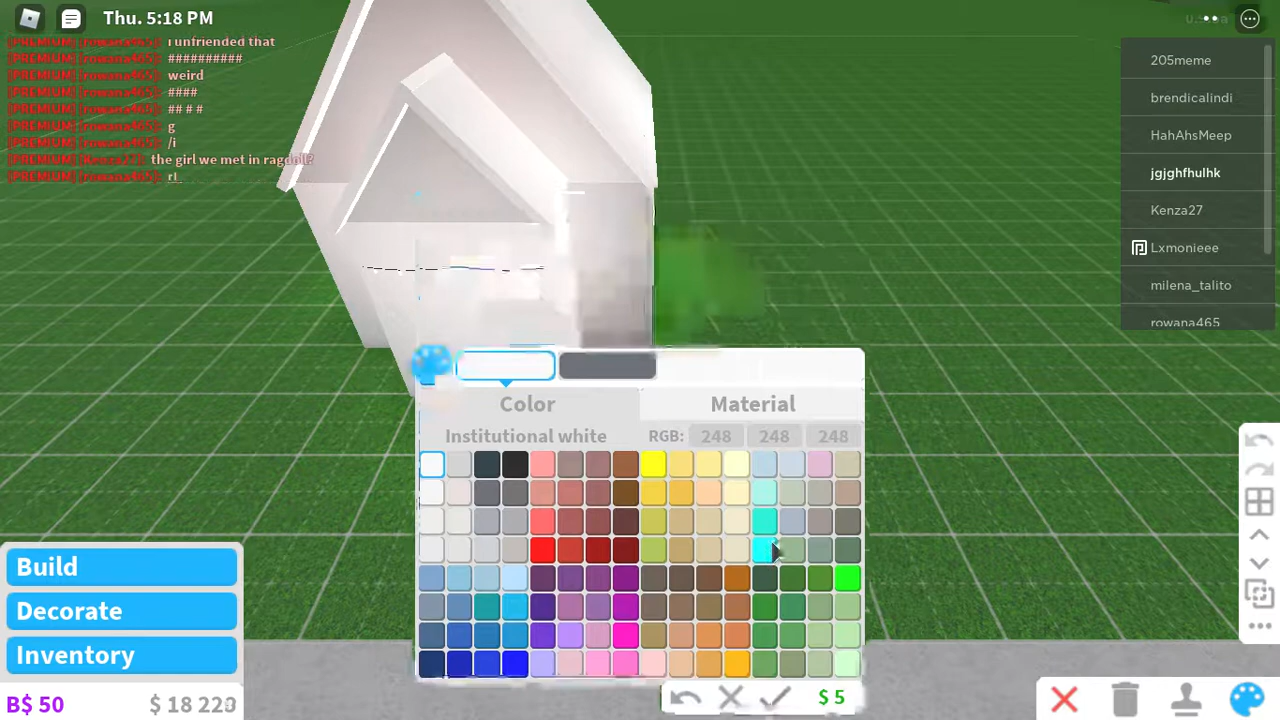 Thu. 5:18 PM
[PREMIUM] [rowana465]: I unfriended that
[PREMIUM] [rowana465]: ##########
[PREMIUM] [rowana465]: weird
[PREMIUM] [rowana465]: ####
[PREMIUM] [rowana465]: ## # #
[PREMIUM] [rowana465]: g
[PREMIUM] [rowana465]: /i
[PREMIUM] [Kenza27]: the girl we met in ragdoll?
[PREMIUM] [rowana465]: rl
205meme
brendicalindi
HahAhsMeep
jgjghfhulhk
Kenza27
Lxmonieee
milena_talito
rowana465
Color
Material
Institutional white
RGB: 248 248 248
Build
Decorate
Inventory
B$ 50
$ 18 220
$ 5